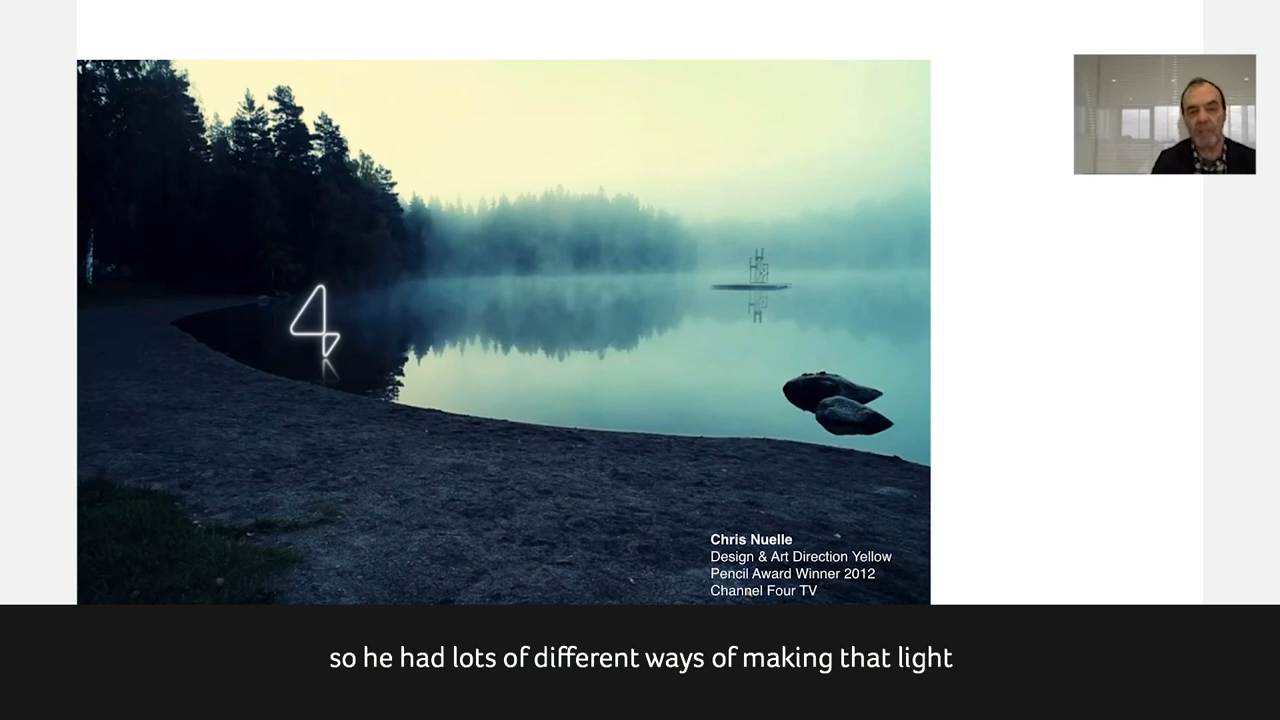 4
Chris Nuelle
Design & Art Direction Yellow
Pencil Award Winner 2012
Channel Four TV
so he had lots of different ways of making that light